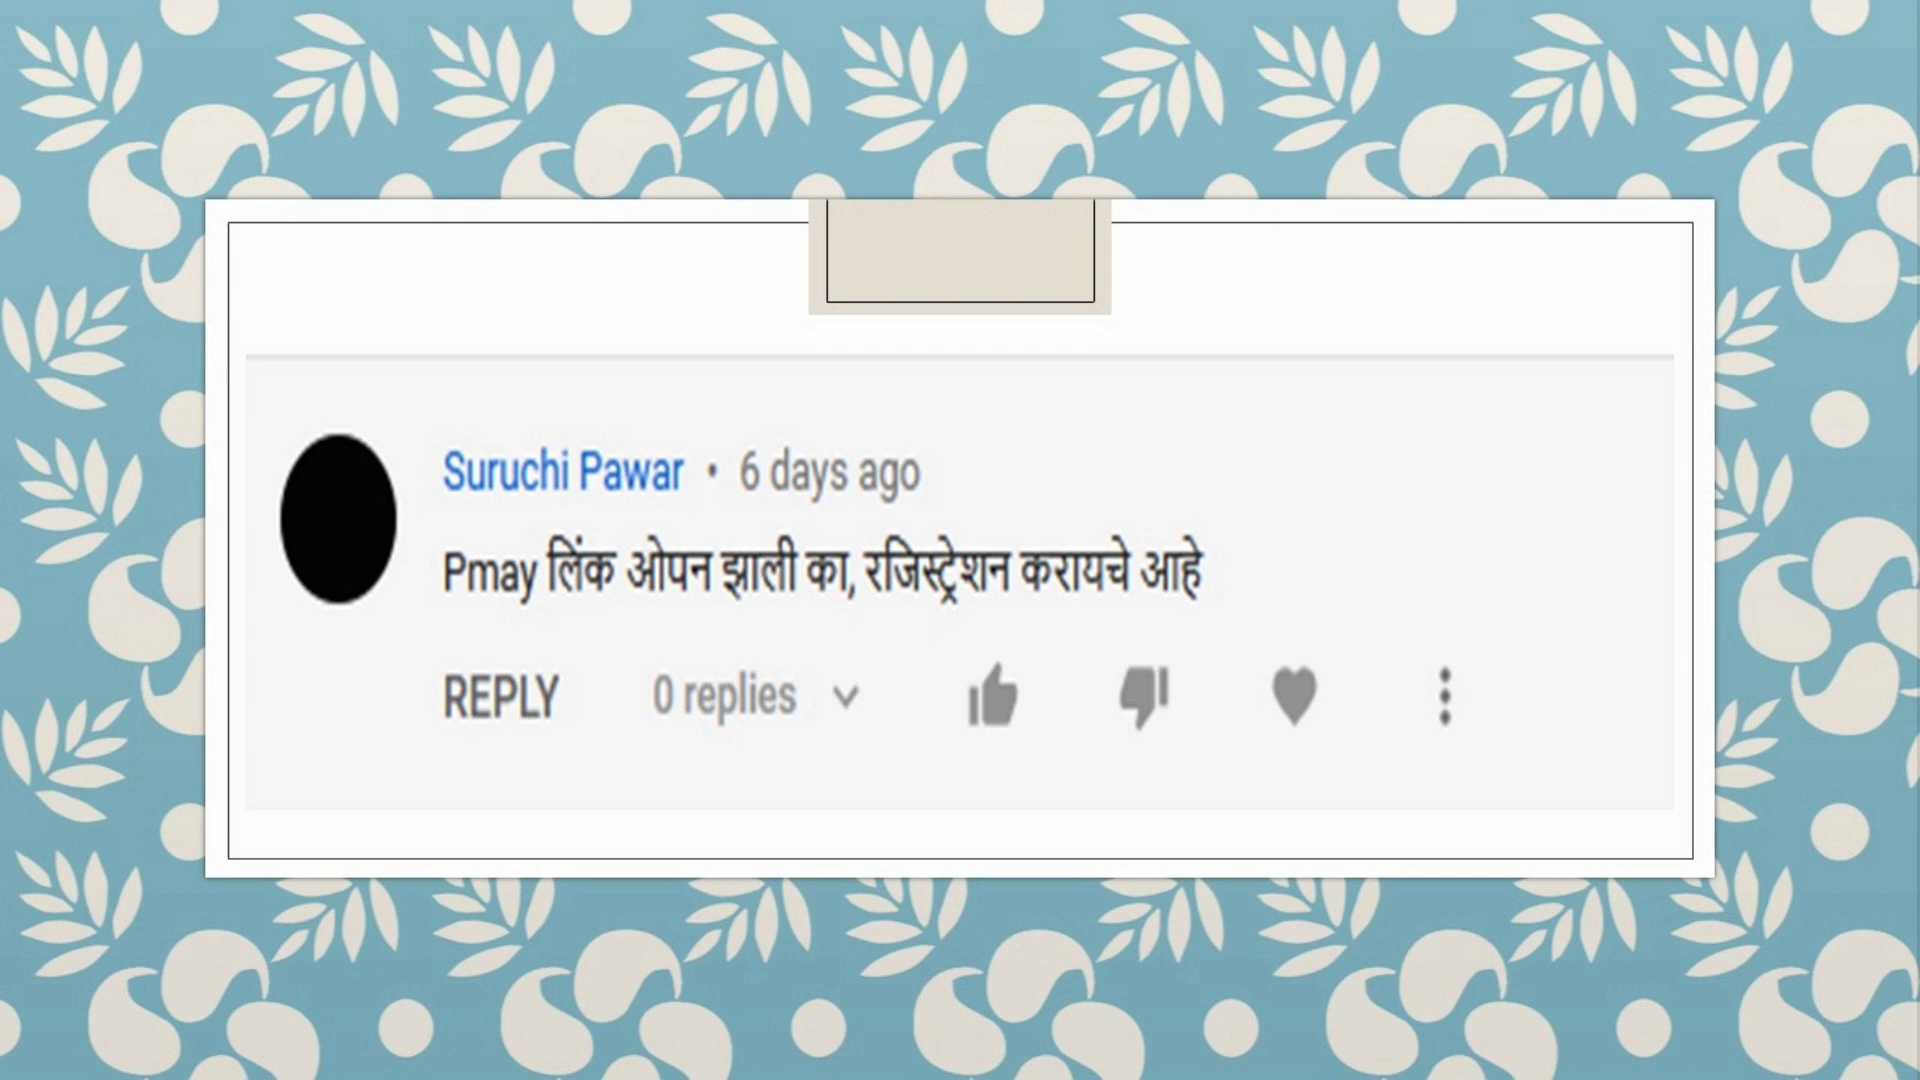 Suruchi Pawar • 6 days ago
Pmay लिंक ओपन झाली का, रजिस्ट्रेशन करायचे आहे
REPLY 0 replies